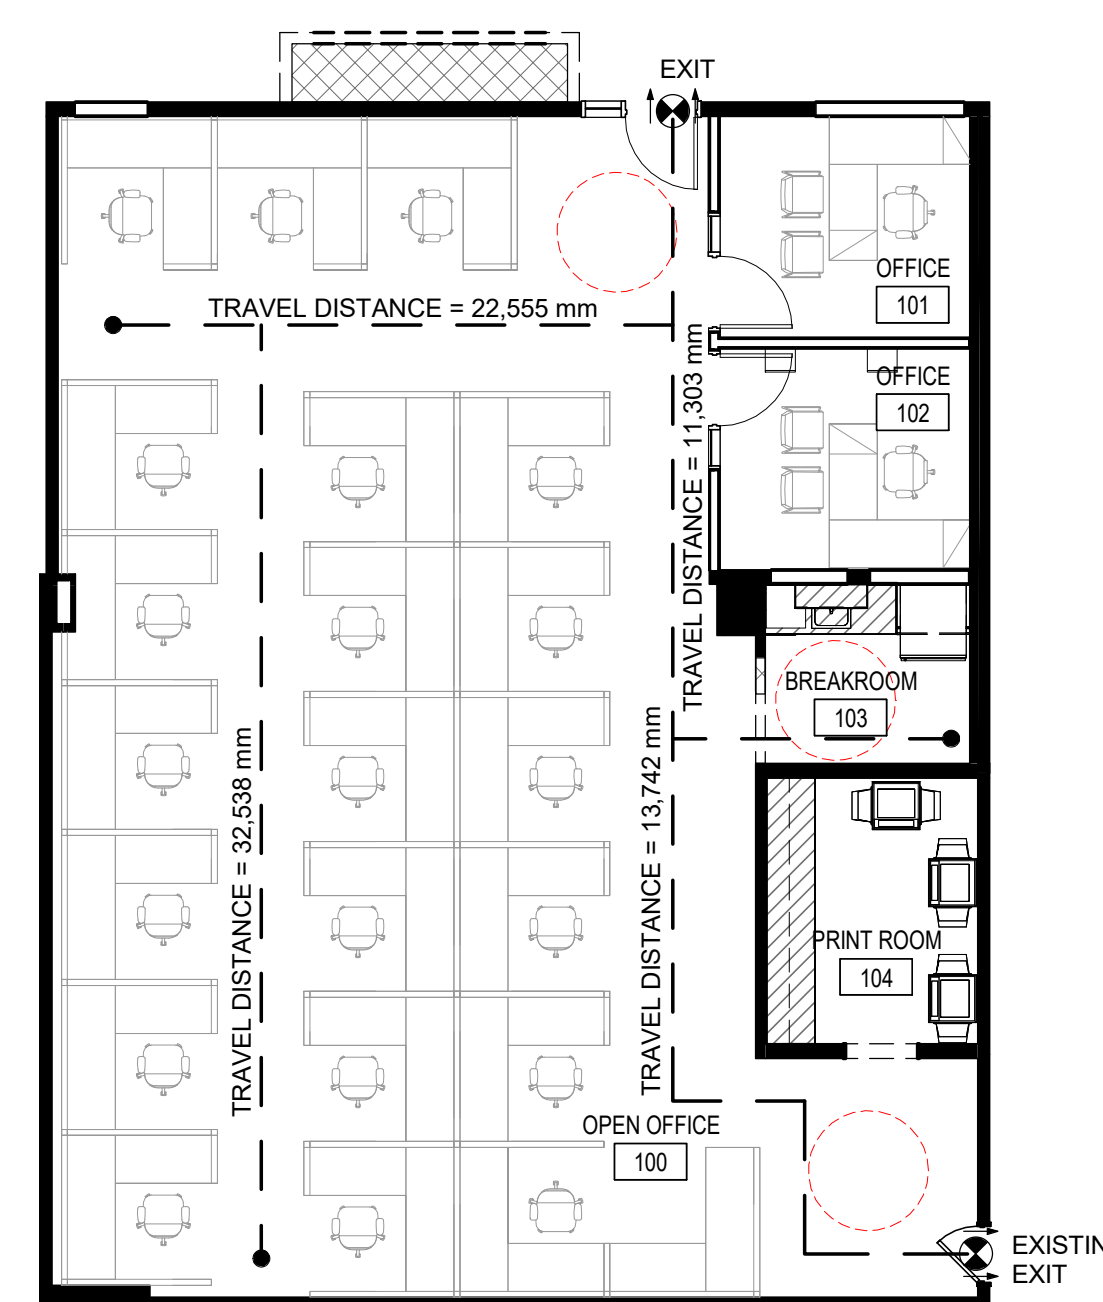 EXIT
OFFICE
101
TRAVEL DISTANCE = 22,555 mm
OFFICE
102
TRAVEL DISTANCE = 11,303 mm
BREAKROOM
103
TRAVEL DISTANCE = 13,742 mm
TRAVEL DISTANCE = 32,538 mm
PRINT ROOM
104
OPEN OFFICE
100
EXISTIN
EXIT